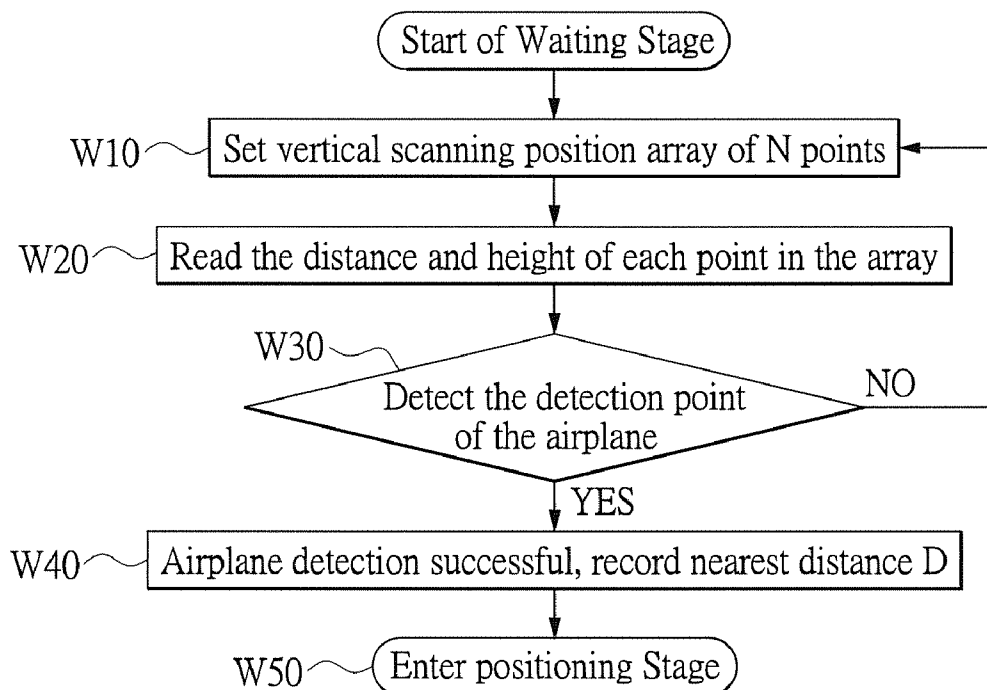 Start of Waiting Stage
W10
Set vertical scanning position array of N points
W20
Read the distance and height of each point in the array
W30
Detect the detection point
of the airplane
NO
YES
W40
Airplane detection successful, record nearest distance D
W50
Enter positioning Stage